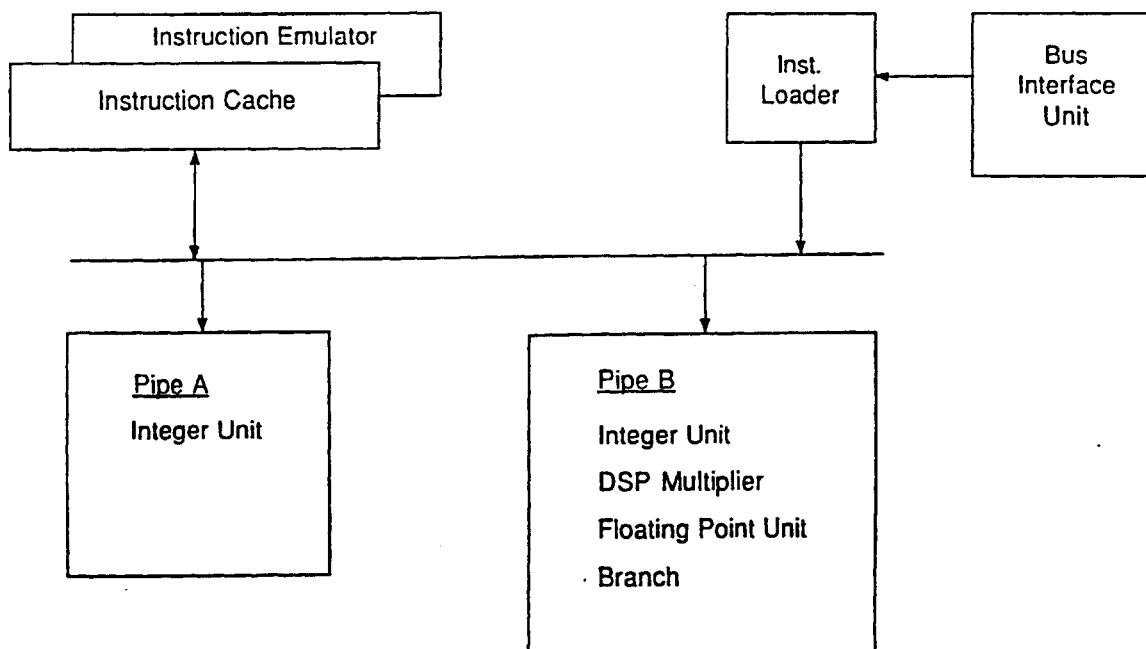 Instruction Emulator
Instruction Cache
Inst.
Loader
Bus
Interface
Unit
Pipe A
Integer Unit
Pipe B
Integer Unit
DSP Multiplier
Floating Point Unit
Branch